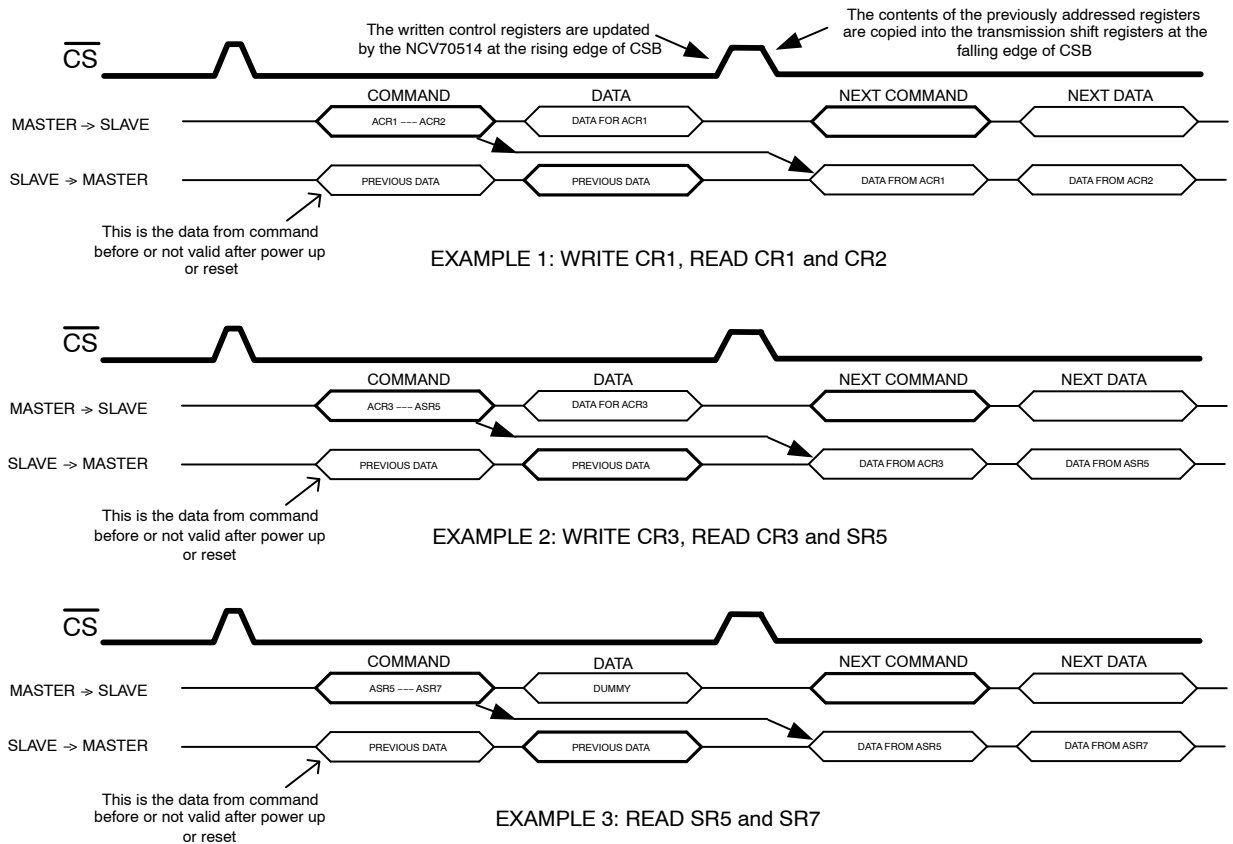 The written control registers are updated
by the NCV70514 at the rising edge of CSB
The contents of the previously addressed registers
are copied into the transmission shift registers at the
falling edge of CSB
CS
COMMAND
DATA
NEXT COMMAND
NEXT DATA
MASTER -> SLAVE
ACR1 --- ACR2
DATA FOR ACR1
SLAVE -> MASTER
PREVIOUS DATA
PREVIOUS DATA
DATA FROM ACR1
DATA FROM ACR2
This is the data from command
before or not valid after power up
or reset
EXAMPLE 1: WRITE CR1, READ CR1 and CR2
CS
COMMAND
DATA
NEXT COMMAND
NEXT DATA
MASTER -> SLAVE
ACR3 --- ASR5
DATA FOR ACR3
SLAVE -> MASTER
PREVIOUS DATA
PREVIOUS DATA
DATA FROM ACR3
DATA FROM ASR5
This is the data from command
before or not valid after power up
or reset
EXAMPLE 2: WRITE CR3, READ CR3 and SR5
CS
COMMAND
DATA
NEXT COMMAND
NEXT DATA
MASTER -> SLAVE
ASR5 --- ASR7
DUMMY
SLAVE -> MASTER
PREVIOUS DATA
PREVIOUS DATA
DATA FROM ASR5
DATA FROM ASR7
This is the data from command
before or not valid after power up
or reset
EXAMPLE 3: READ SR5 and SR7